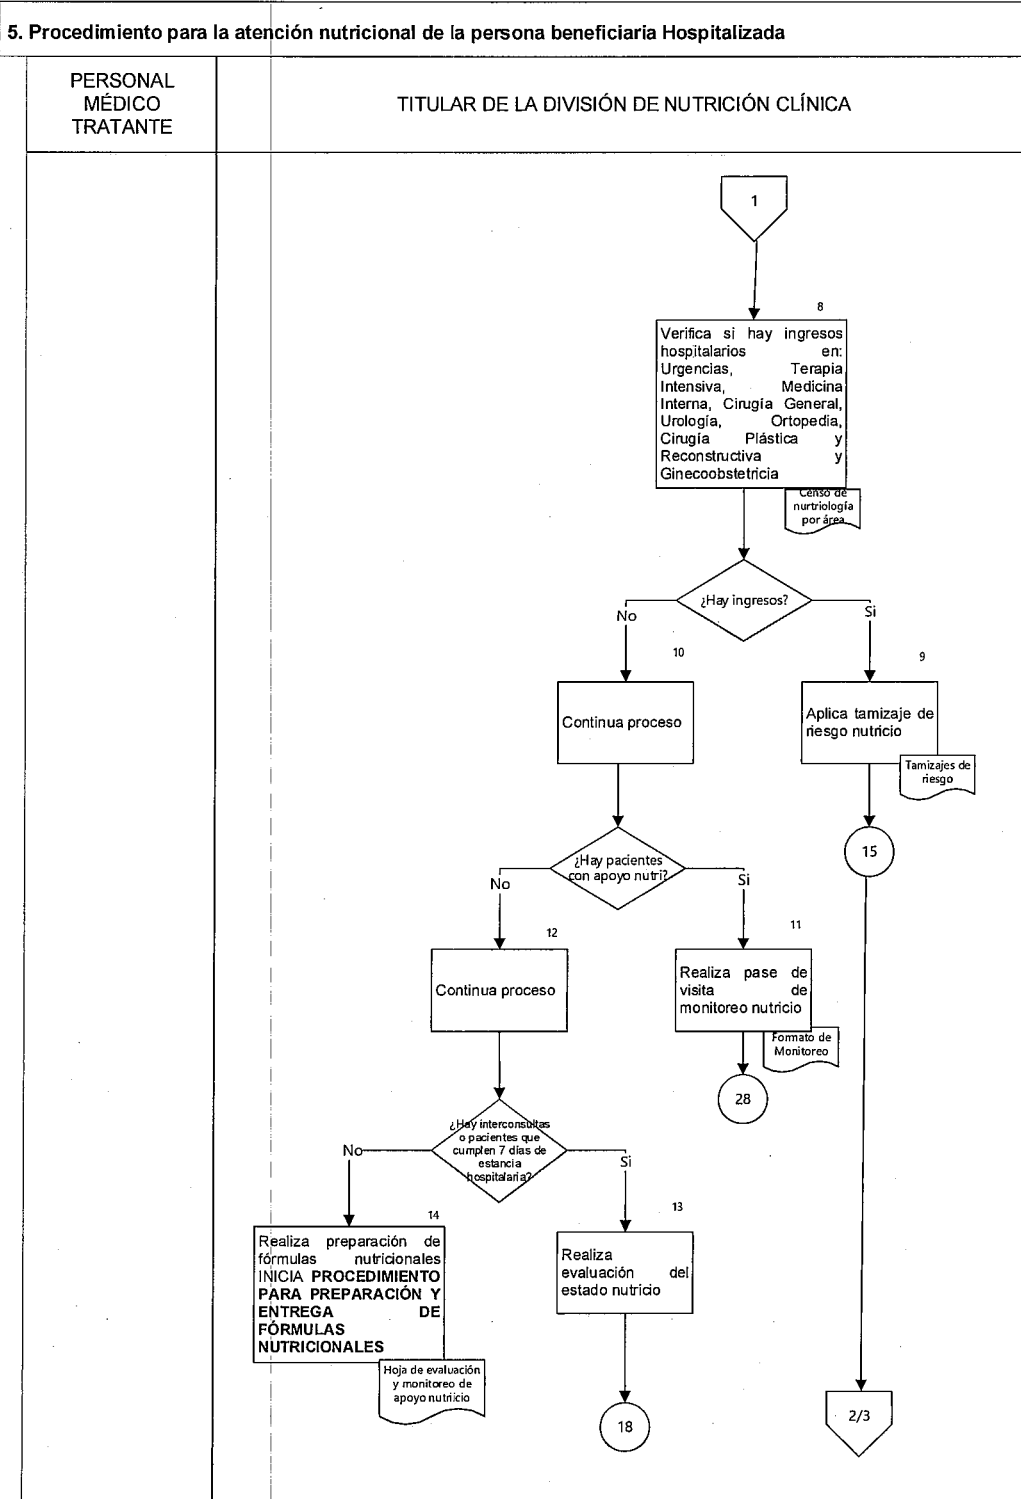 5. Procedimiento para la atención nutricional de la persona beneficiaria Hospitalizada
PERSONAL
MÉDICO
TRATANTE
TITULAR DE LA DIVISIÓN DE NUTRICIÓN CLÍNICA
1
8
Verifica si hay ingresos
hospitalarios en:
Urgencias, Terapia
Intensiva, Medicina
Interna, Cirugía General,
Urología, Ortopedia,
Cirugía Plástica y
Reconstructiva y
Ginecoobstetricia
Censo de
nurtriología
por área
¿Hay ingresos?
No
Si
10
9
Continua proceso
Aplica tamizaje de
riesgo nutricio
Tamizajes de
riesgo
15
¿Hay pacientes
con apoyo nutri?
No
Si
12
11
Continua proceso
Realiza pase de
visita de
monitoreo nutricio
Formato de
Monitoreo
28
¿Hay interconsultas
o pacientes que
cumplen 7 días de
estancia
hospitalaria?
No
Si
14
13
Realiza preparación de
fórmulas nutricionales
INICIA PROCEDIMIENTO
PARA PREPARACIÓN Y
ENTREGA DE
FÓRMULAS
NUTRICIONALES
Realiza
evaluación del
estado nutricio
Hoja de evaluación
y monitoreo de
apoyo nutriicio
18
2/3